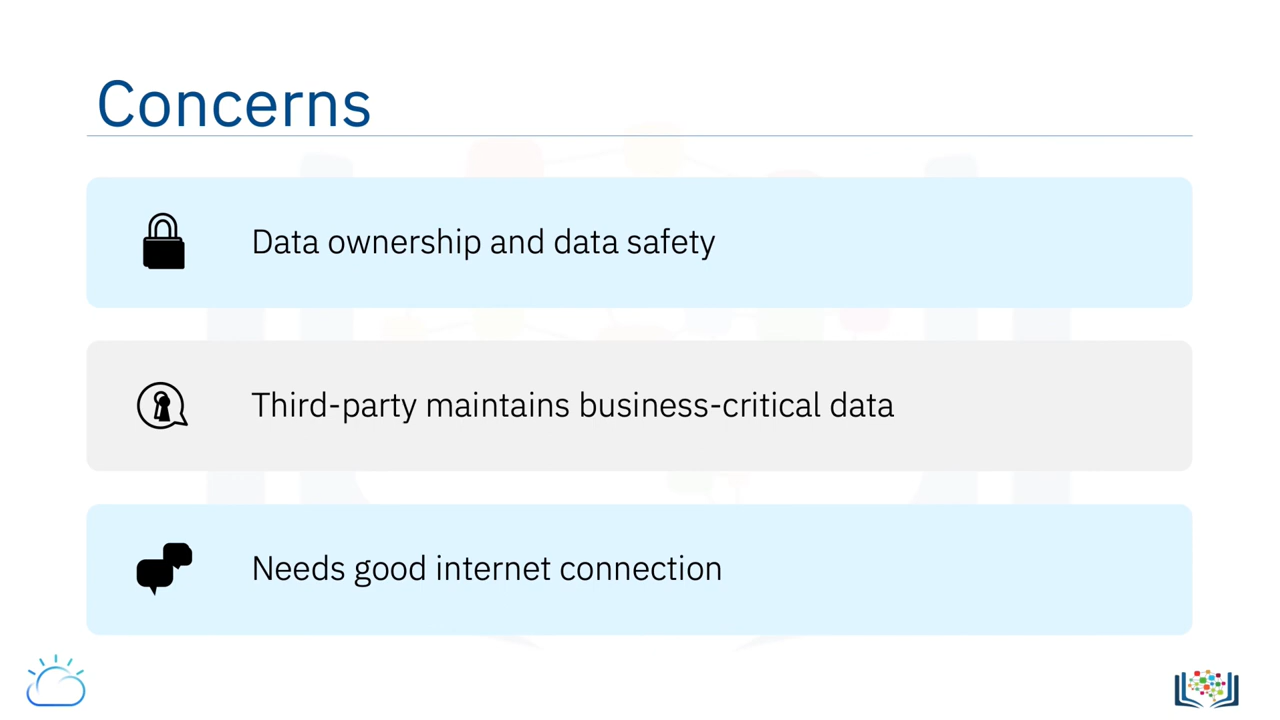 Concerns
Data ownership and data safety
Third-party maintains business-critical data
Needs good internet connection